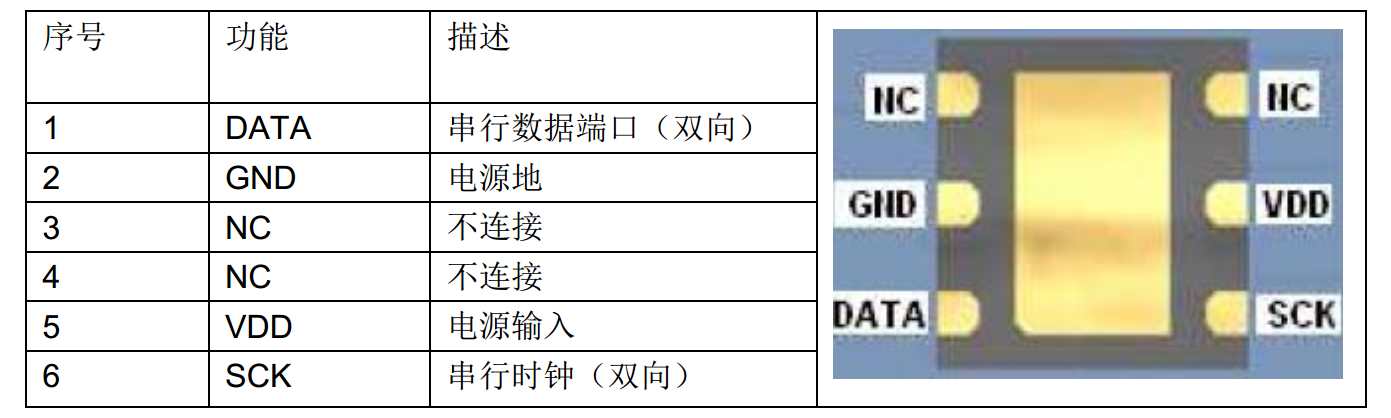 序号 功能 描述
1 DATA 串行数据端口（双向）
2 GND 电源地
3 NC 不连接
4 NC 不连接
5 VDD 电源输入
6 SCK 串行时钟（双向）
NC NC
GND VDD
DATA SCK